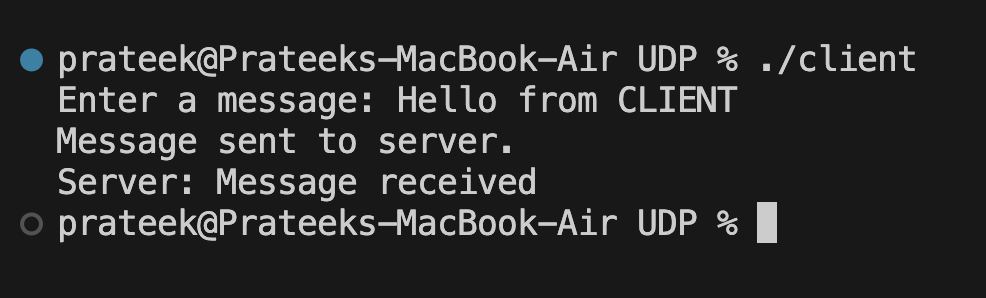 prateek@Prateeks-MacBook-Air UDP % ./client
Enter a message: Hello from CLIENT
Message sent to server.
Server: Message received
prateek@Prateeks-MacBook-Air UDP %